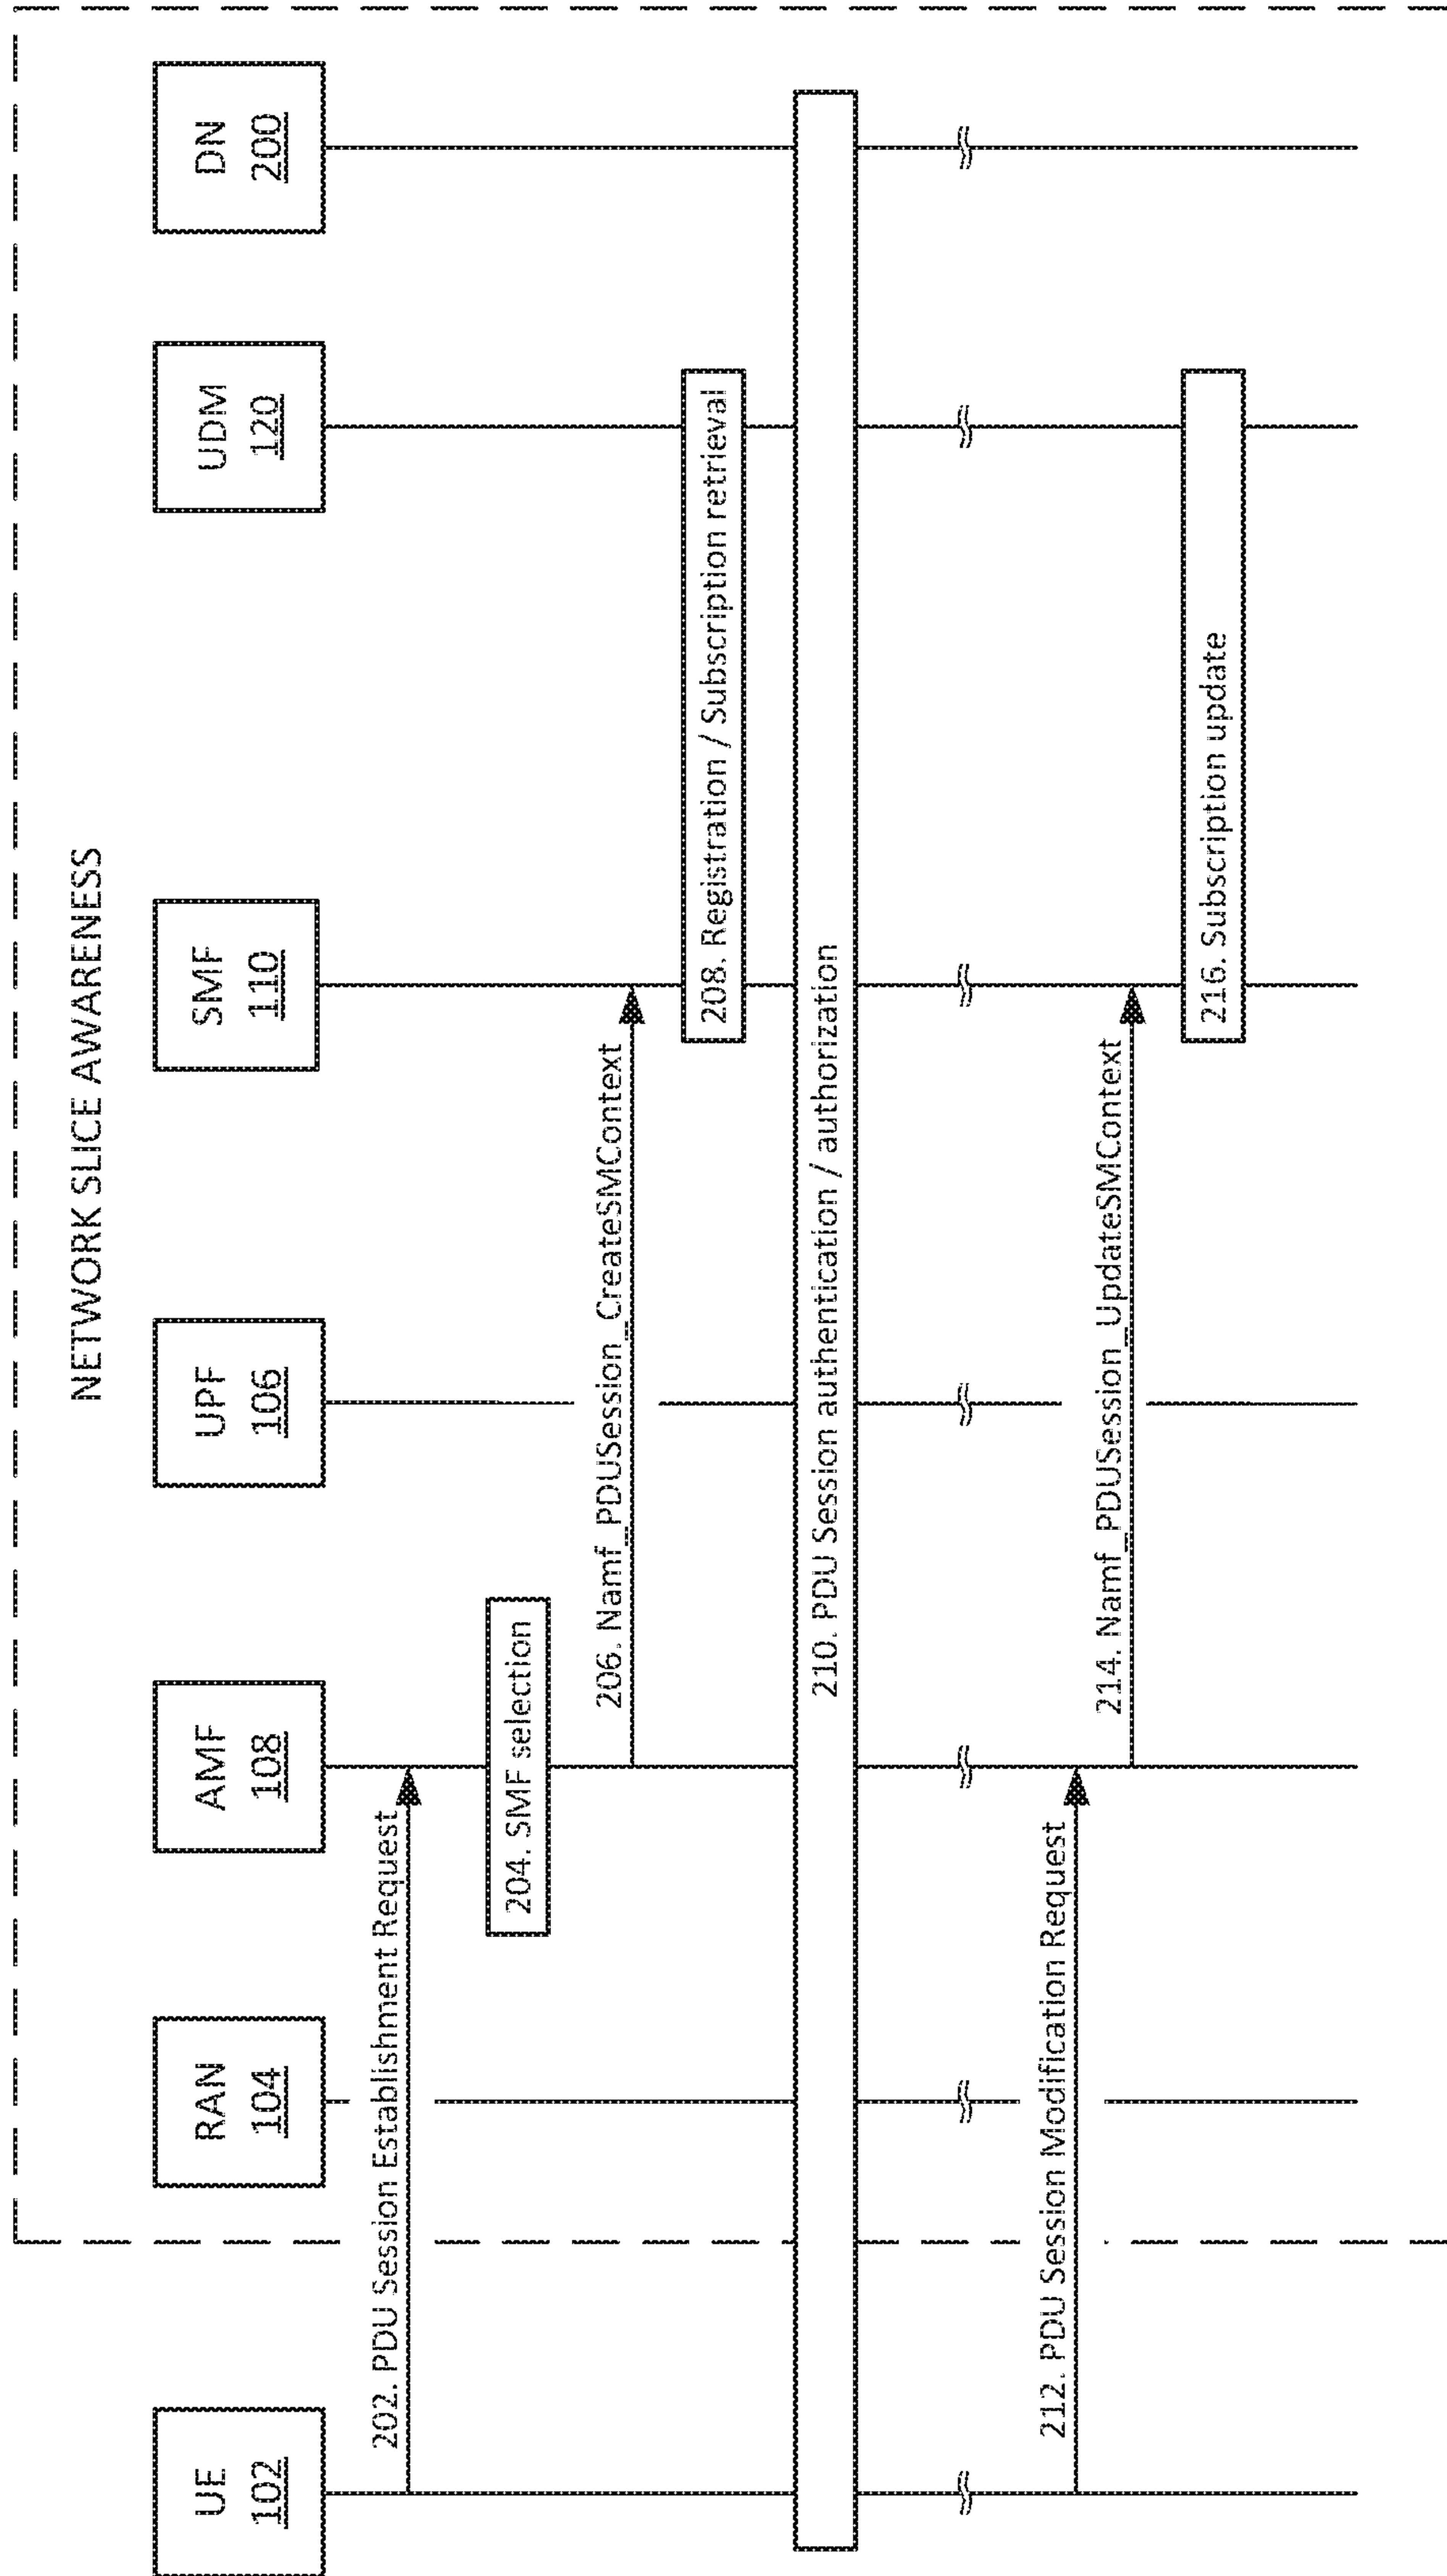 NETWORK SLICE AWARENESS
UE
102
RAN
104
AMF
108
UPF
106
SMF
110
UDM
120
DN
200
202. PDU Session Establishment Request
204. SMF selection
206. Namf_PDUSession_CreateSMContext
208. Registration / Subscription retrieval
210. PDU Session authentication / authorization
212. PDU Session Modification Request
214. Namf_PDUSession_UpdateSMContext
216. Subscription update